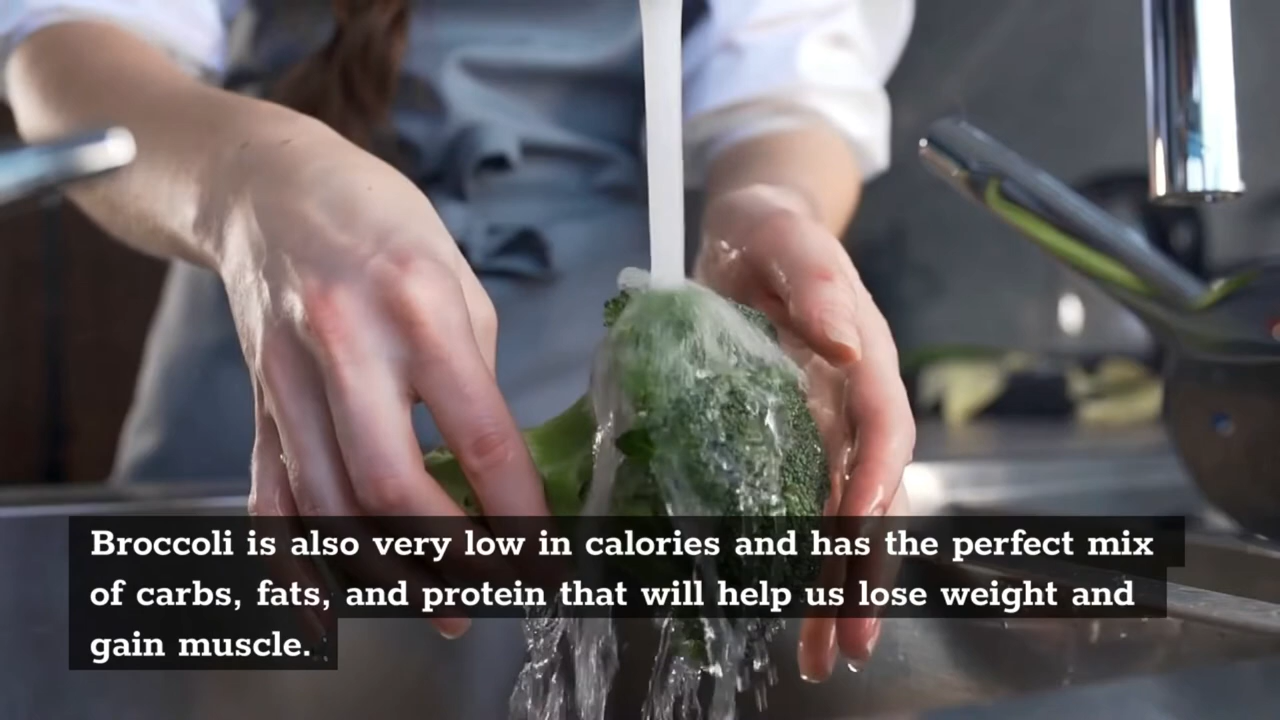 Broccoli is also very low in calories and has the perfect mix
of carbs, fats, and protein that will help us lose weight and
gain muscle.